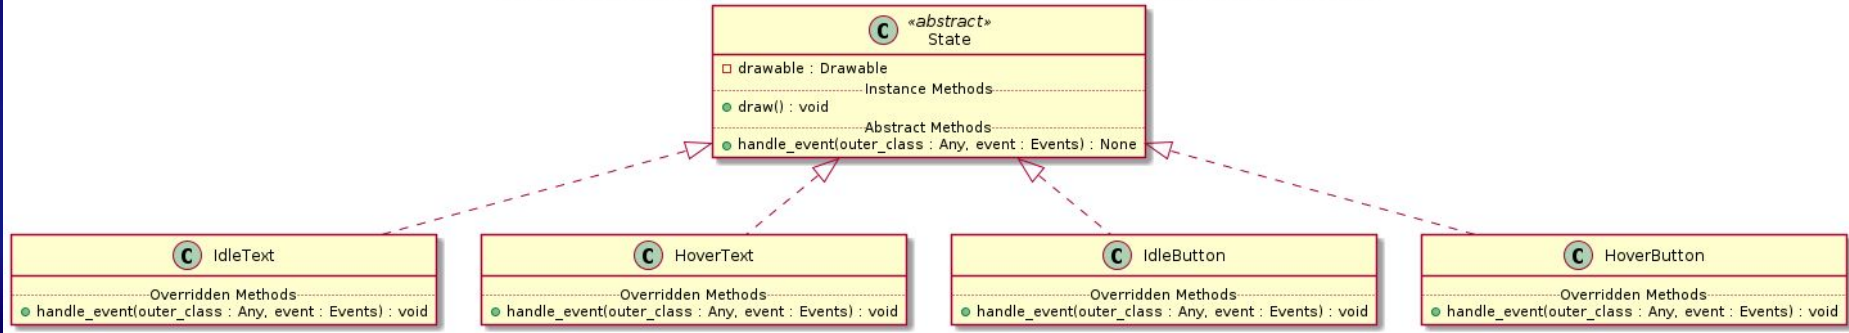 C «abstract»
State
drawable : Drawable
Instance Methods
draw() : void
Abstract Methods
handle_event(outer_class : Any, event : Events) : None
C IdleText
Overridden Methods
handle_event(outer_class : Any, event : Events) : void
C HoverText
Overridden Methods
handle_event(outer_class : Any, event : Events) : void
C IdleButton
Overridden Methods
handle_event(outer_class : Any, event : Events) : void
C HoverButton
Overridden Methods
handle_event(outer_class : Any, event : Events) : void